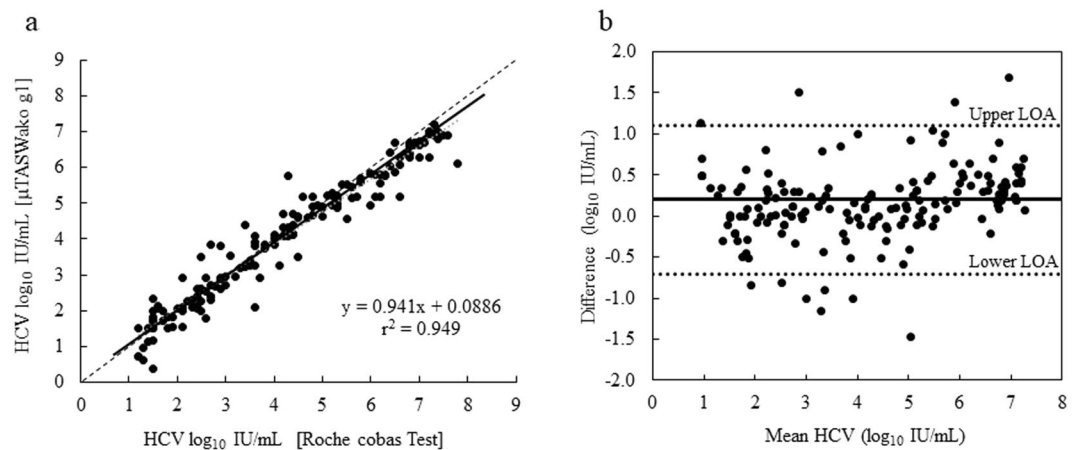 a
HCV log₁₀ IU/mL [µTASWako g1]
9
8
7
6
5
4
3
2
1
0
y = 0.941x + 0.0886
r² = 0.949
0 1 2 3 4 5 6 7 8 9
HCV log₁₀ IU/mL [Roche cobas Test]
b
Difference (log₁₀ IU/mL)
2.0
1.5
1.0
0.5
0.0
-0.5
-1.0
-1.5
-2.0
Upper LOA
Lower LOA
0 1 2 3 4 5 6 7 8
Mean HCV (log₁₀ IU/mL)